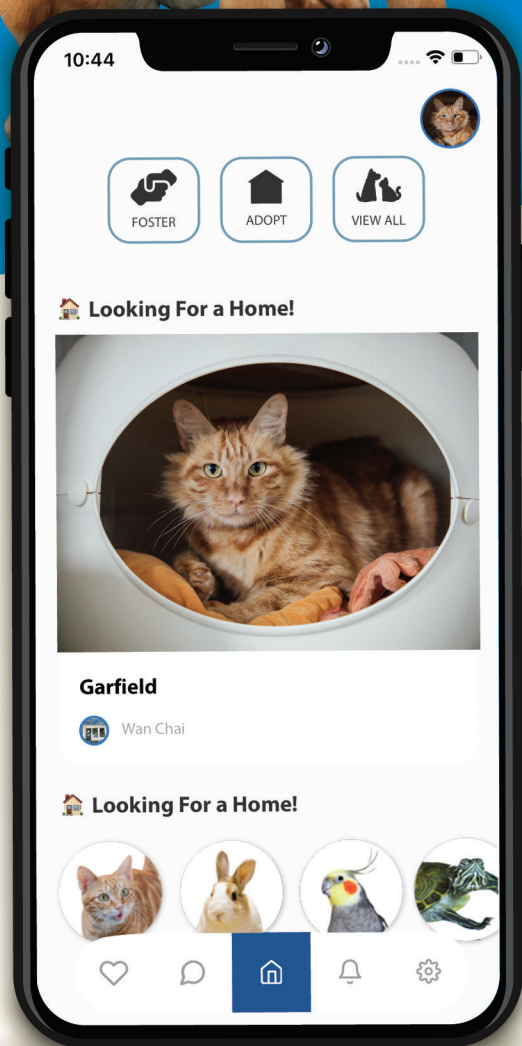 10:44
FOSTER
ADOPT
VIEW ALL
Looking For a Home!
Garfield
Wan Chai
Looking For a Home!